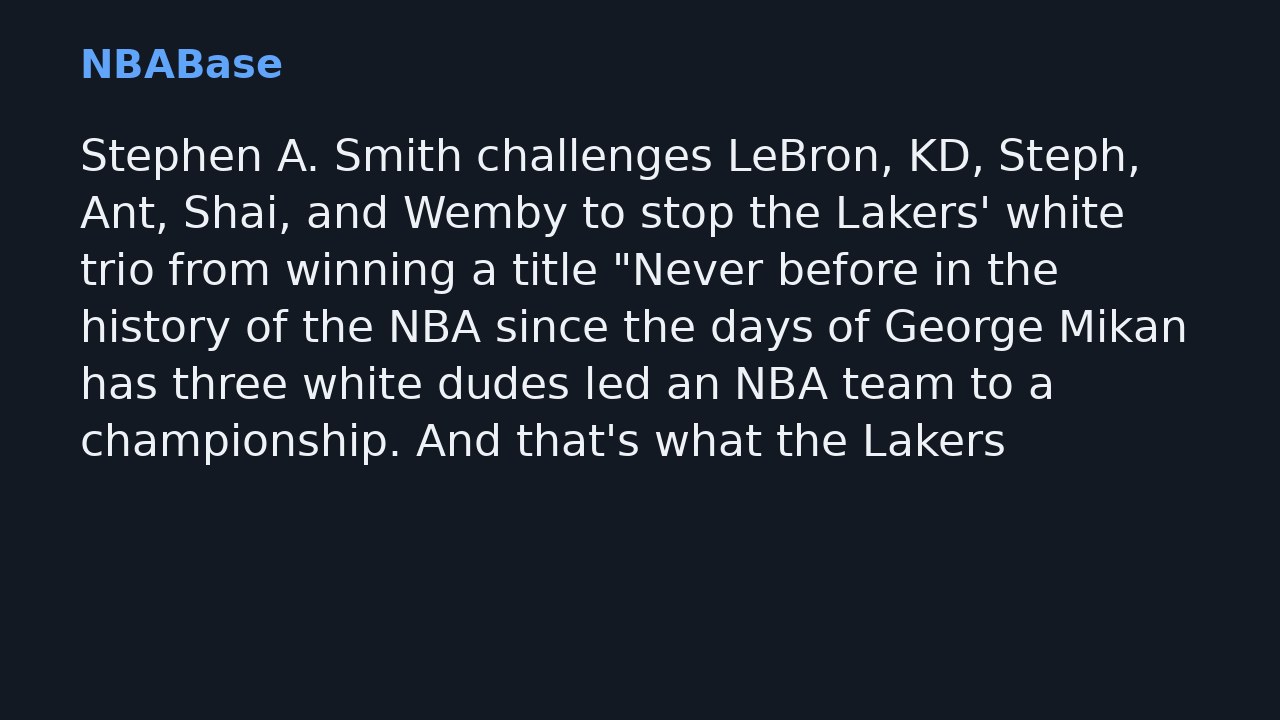 NBABase
Stephen A. Smith challenges LeBron, KD, Steph,
Ant, Shai, and Wemby to stop the Lakers' white
trio from winning a title "Never before in the
history of the NBA since the days of George Mikan
has three white dudes led an NBA team to a
championship. And that's what the Lakers